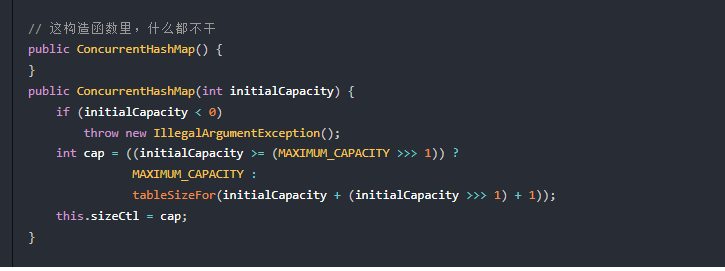 // 这构造函数里，什么都不干
public ConcurrentHashMap() {
}
public ConcurrentHashMap(int initialCapacity) {
    if (initialCapacity < 0)
        throw new IllegalArgumentException();
    int cap = ((initialCapacity >= (MAXIMUM_CAPACITY >>> 1)) ?
               MAXIMUM_CAPACITY :
               tableSizeFor(initialCapacity + (initialCapacity >>> 1) + 1));
    this.sizeCtl = cap;
}